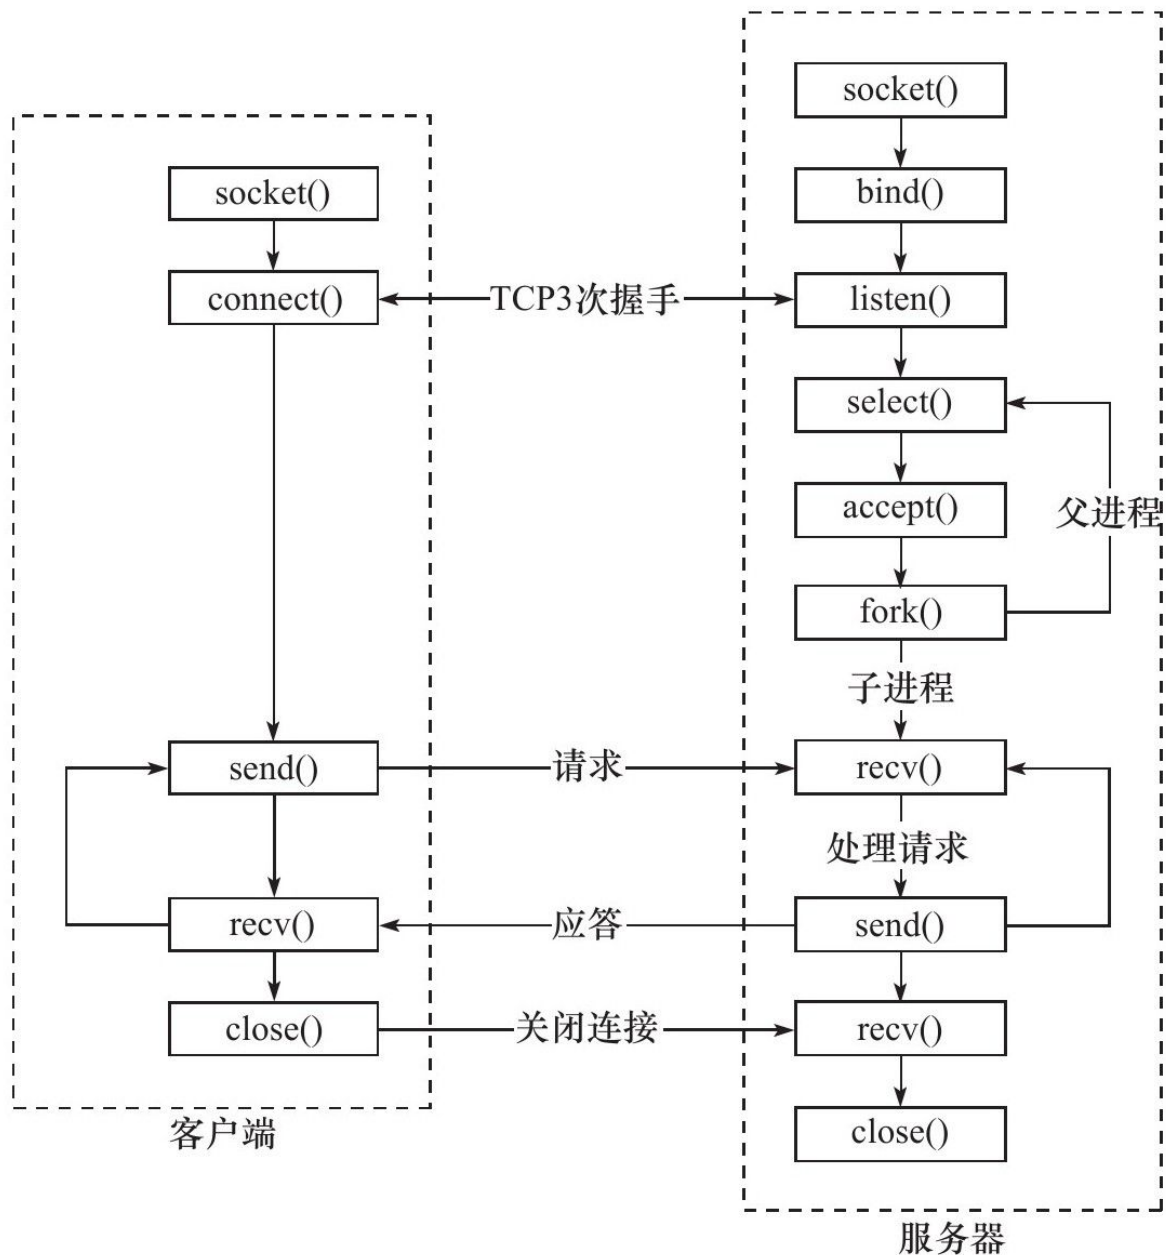 socket()
bind()
socket()
connect()
TCP3次握手
listen()
select()
accept()
父进程
fork()
子进程
send()
请求
recv()
处理请求
recv()
应答
send()
close()
关闭连接
recv()
close()
客户端
服务器